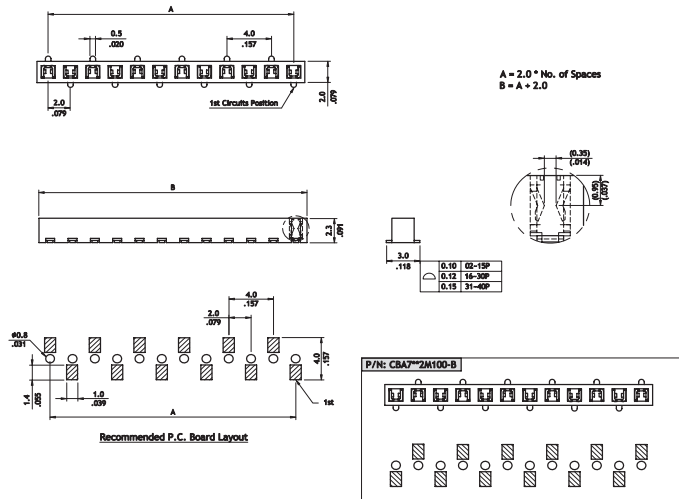 A
0.5
.020
4.0
.157
2.0
.079
1st Circuits Position
2.0
.079
A = 2.0 * No. of Spaces
B = A + 2.0
(0.35)
(.014)
(0.95)
(.037)
B
2.3
.091
3.0
.118
0.10 02~15P
0.12 16~30P
0.15 31~40P
4.0
.157
2.0
.079
ø0.8
.031
4.0
.157
1.4
.055
1.0
.039
A
1st
Recommended P.C. Board Layout
P/N: CBA7**2M100-B